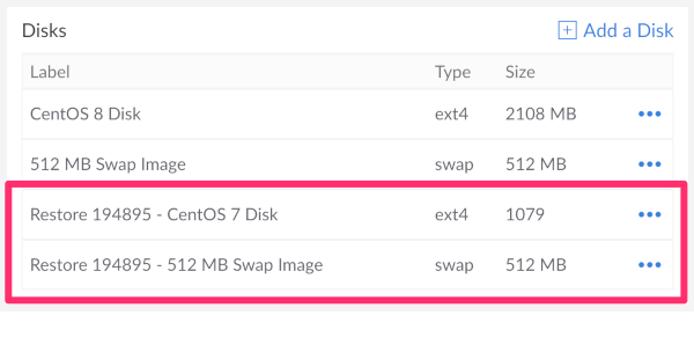 Disks
Add a Disk
Label Type Size
CentOS 8 Disk ext4 2108 MB
512 MB Swap Image swap 512 MB
Restore 194895 - CentOS 7 Disk ext4 1079
Restore 194895 - 512 MB Swap Image swap 512 MB